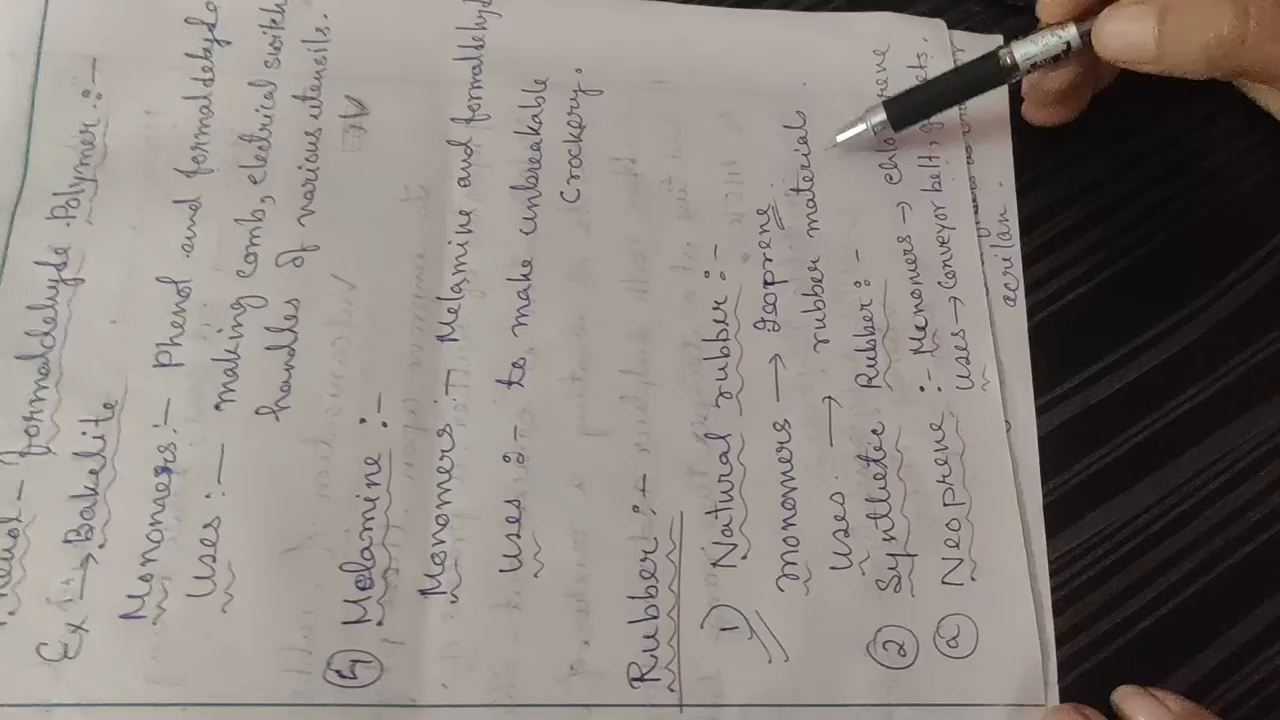 formaldehyde Polymer :-
Ex → Bakelite
Monomers :- Phenol and formaldehyde
Uses :- making comb, electrical switch
handles of various utensils.
4) Melamine :-
Monomers :- Melamine and formaldehyde
Uses :- to make unbreakable
Crockery.
Rubber :-
1) Natural rubber :-
Monomers → Isoprene
Uses. → rubber materials.
2) Synthetic Rubber :-
a) Neoprene :- Monomers →
Uses → Conveyor belt,
acrilan.